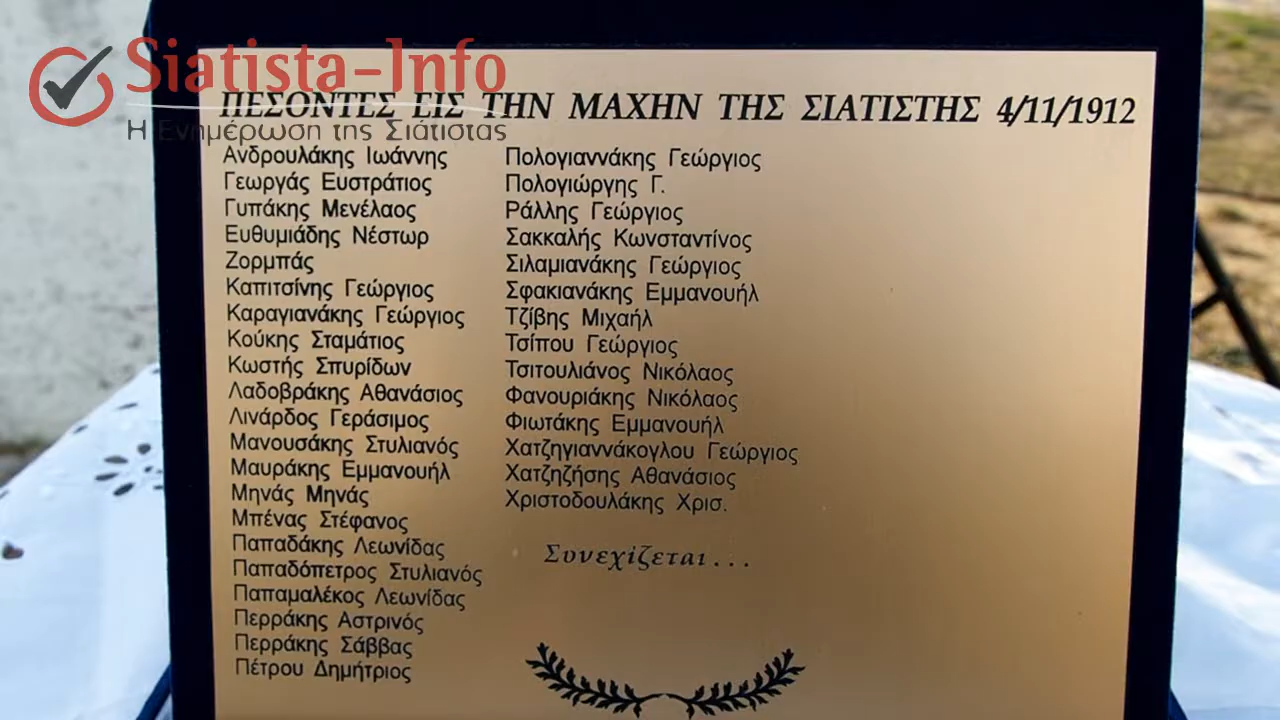 Siatista-Info
Η Ενημέρωση της Σιάτιστας
ΠΕΣΟΝΤΕΣ ΕΙΣ ΤΗΝ ΜΑΧΗΝ ΤΗΣ ΣΙΑΤΙΣΤΗΣ 4/11/1912
Ανδρουλάκης Ιωάννης
Γεωργάς Ευστράτιος
Γυπάκης Μενέλαος
Ευθυμιάδης Νέστωρ
Ζορμπάς
Καπιτσίνης Γεώργιος
Καραγιανάκης Γεώργιος
Κούκης Σταμάτιος
Κωστής Σπυρίδων
Λαδοβράκης Αθανάσιος
Λινάρδος Γεράσιμος
Μανουσάκης Στυλιανός
Μαυράκης Εμμανουήλ
Μηνάς Μηνάς
Μπένας Στέφανος
Παπαδάκης Λεωνίδας
Παπαδόπετρος Στυλιανός
Παπαμαλέκος Λεωνίδας
Περράκης Αστρινός
Περράκης Σάββας
Πέτρου Δημήτριος
Πολογιαννάκης Γεώργιος
Πολογιώργης Γ.
Ράλλης Γεώργιος
Σακκαλής Κωνσταντίνος
Σιλαμιανάκης Γεώργιος
Σφακιανάκης Εμμανουήλ
Τζίβης Μιχαήλ
Τσίπου Γεώργιος
Τσιτουλιάνος Νικόλαος
Φανουριάκης Νικόλαος
Φιωτάκης Εμμανουήλ
Χατζηγιαννάκογλου Γεώργιος
Χατζηζήσης Αθανάσιος
Χριστοδουλάκης Χρισ.
Συνεχίζεται...